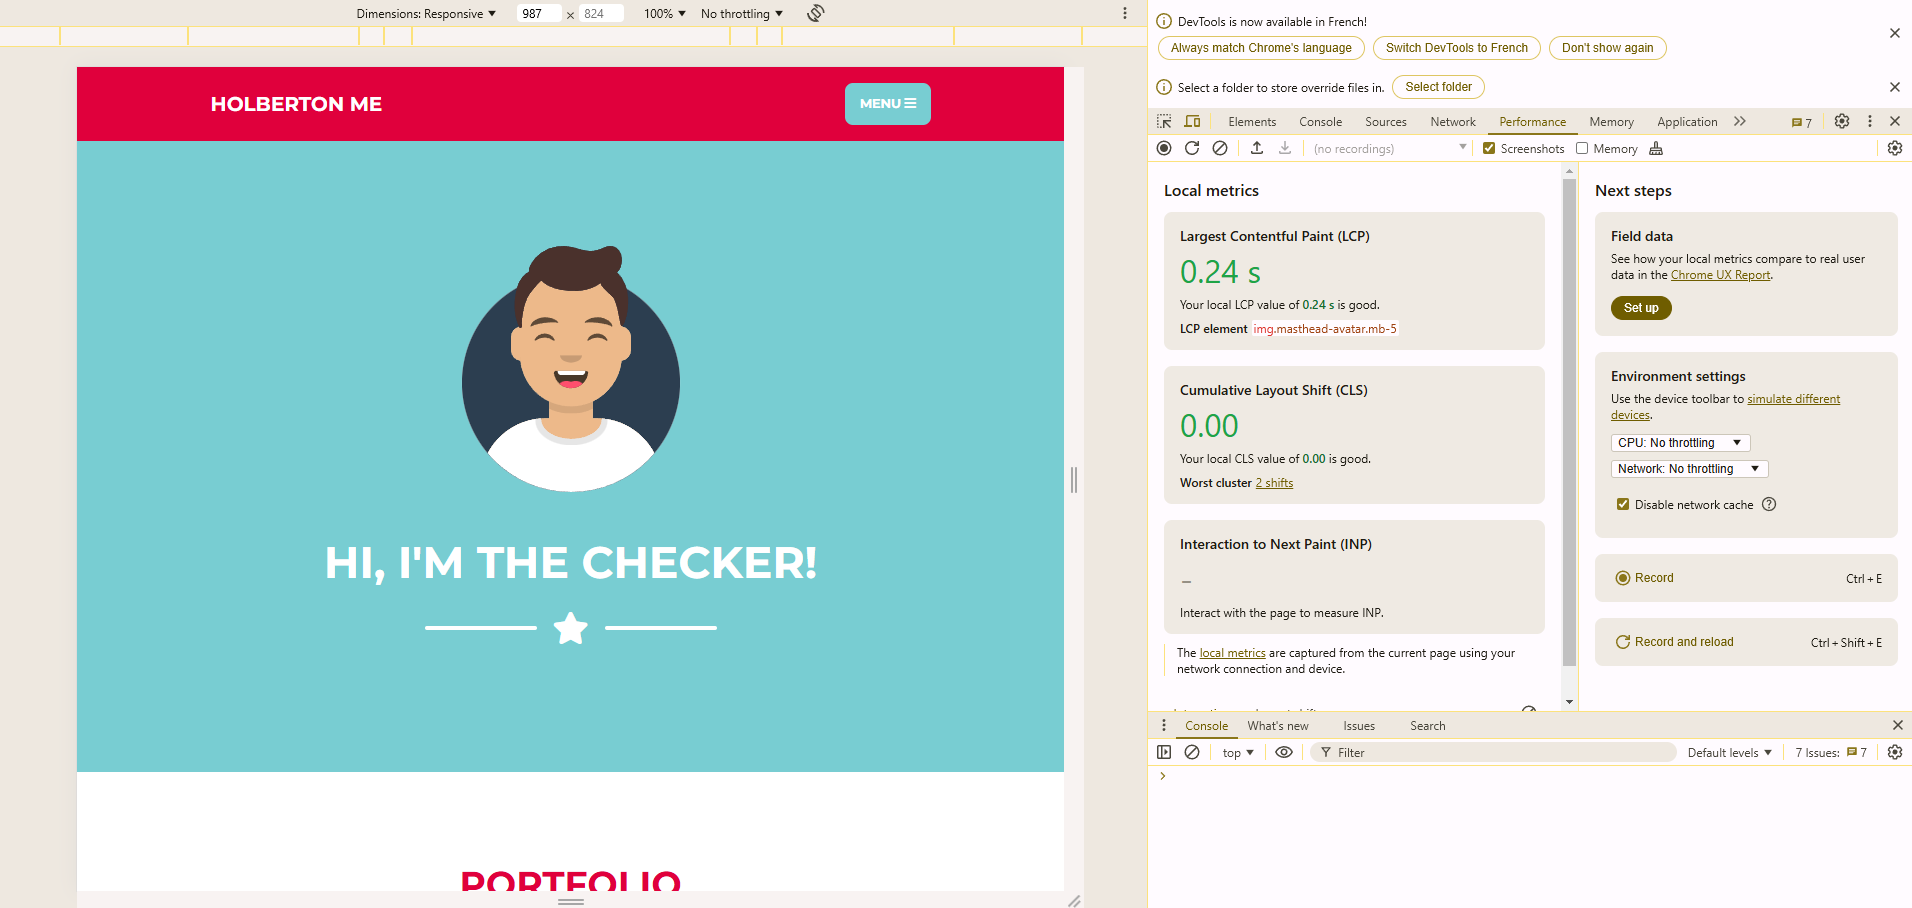 Dimensions: Responsive 987 × 824 100% No throttling
HOLBERTON ME
MENU
HI, I'M THE CHECKER!
PORTFOLIO
DevTools is now available in French!
Always match Chrome's language Switch DevTools to French Don't show again
Select a folder to store override files in. Select folder
Elements Console Sources Network Performance Memory Application 7
(no recordings) Screenshots Memory
Local metrics
Largest Contentful Paint (LCP)
0.24 s
Your local LCP value of 0.24 s is good.
LCP element img.masthead-avatar.mb-5
Cumulative Layout Shift (CLS)
0.00
Your local CLS value of 0.00 is good.
Worst cluster 2 shifts
Interaction to Next Paint (INP)
-
Interact with the page to measure INP.
The local metrics are captured from the current page using your
network connection and device.
Next steps
Field data
See how your local metrics compare to real user
data in the Chrome UX Report.
Set up
Environment settings
Use the device toolbar to simulate different
devices.
CPU: No throttling
Network: No throttling
Disable network cache
Record Ctrl + E
Record and reload Ctrl + Shift + E
Console What's new Issues Search
top Filter Default levels 7 Issues: 7